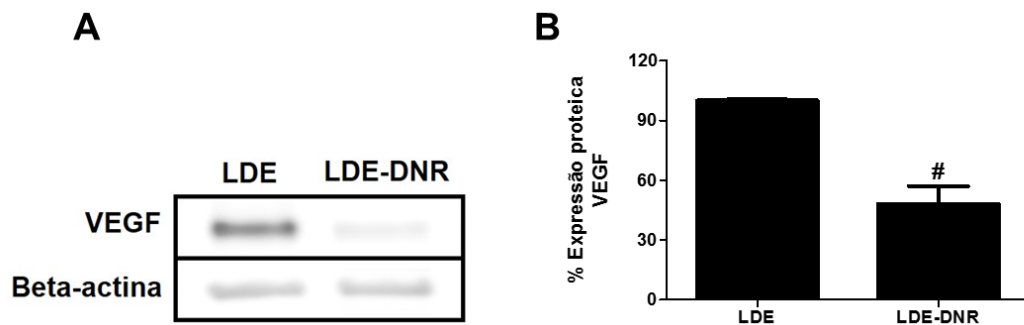 A
LDE LDE-DNR
VEGF
Beta-actina
B
% Expressão proteica
VEGF
120
90
60
30
0
#
LDE LDE-DNR